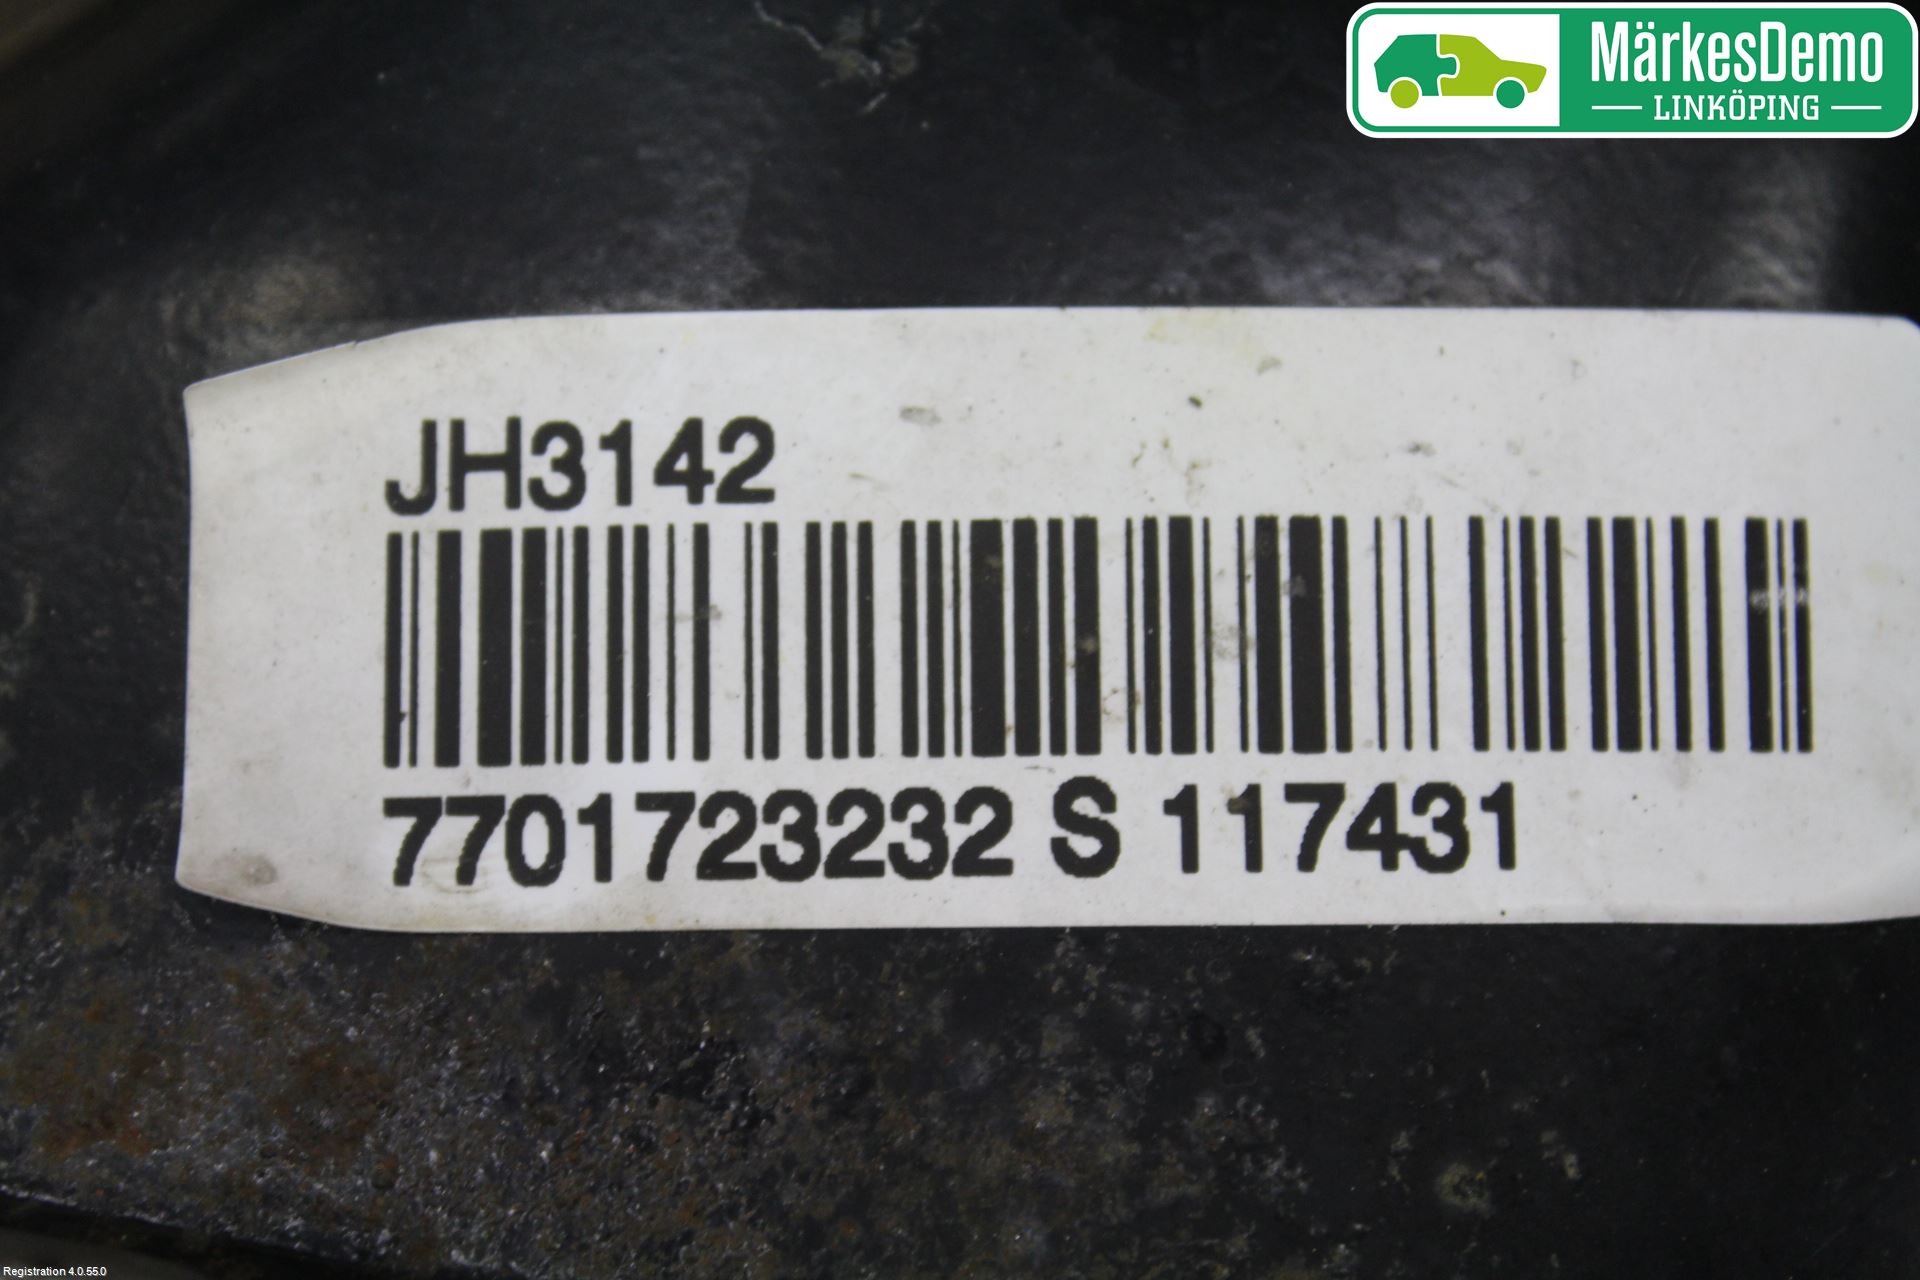 MärkesDemo
LINKÖPING
JH3142
7701723232 S 117431
Registration 4.0.55.0